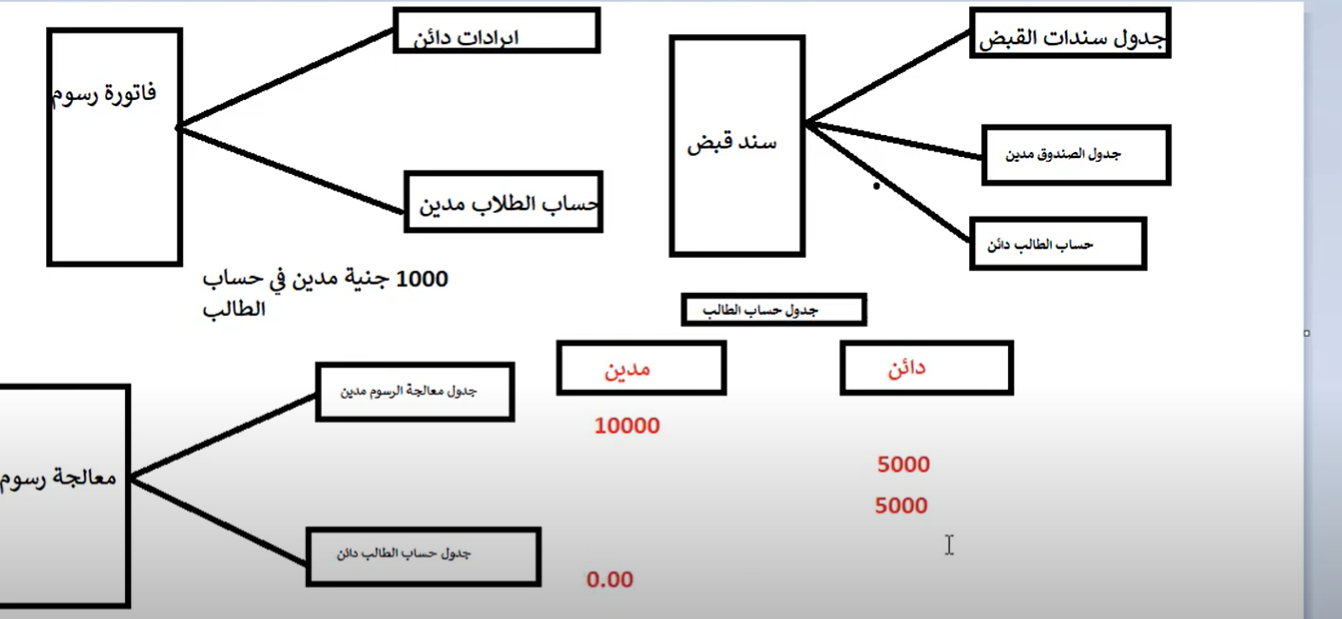 ايرادات دائن
فاتورة رسوم
حساب الطلاب مدين
1000 جنية مدين في حساب
الطالب
جدول سندات القبض
سند قبض
جدول الصندوق مدين
حساب الطالب دائن
جدول حساب الطالب
مدين
دائن
10000
5000
5000
0.00
جدول معالجة الرسوم مدين
معالجة رسوم
جدول حساب الطالب دائن